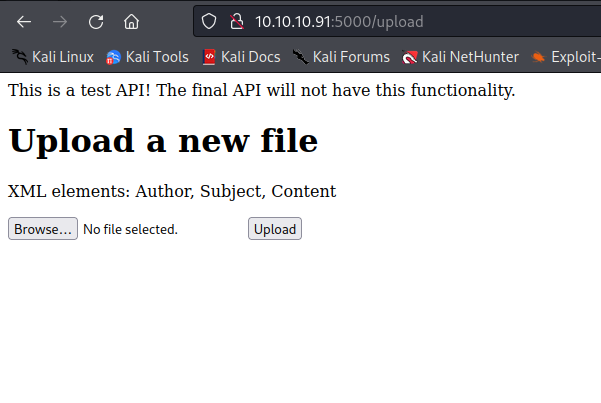 10.10.10.91:5000/upload
Kali Linux Kali Tools Kali Docs Kali Forums Kali NetHunter Exploit-
This is a test API! The final API will not have this functionality.
Upload a new file
XML elements: Author, Subject, Content
Browse... No file selected. Upload